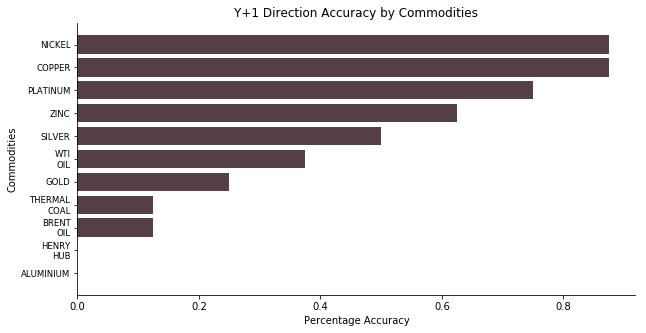 Y+1 Direction Accuracy by Commodities
Commodities
NICKEL
COPPER
PLATINUM
ZINC
SILVER
WTI
OIL
GOLD
THERMAL
COAL
BRENT
OIL
HENRY
HUB
ALUMINIUM
0.0 0.2 0.4 0.6 0.8
Percentage Accuracy